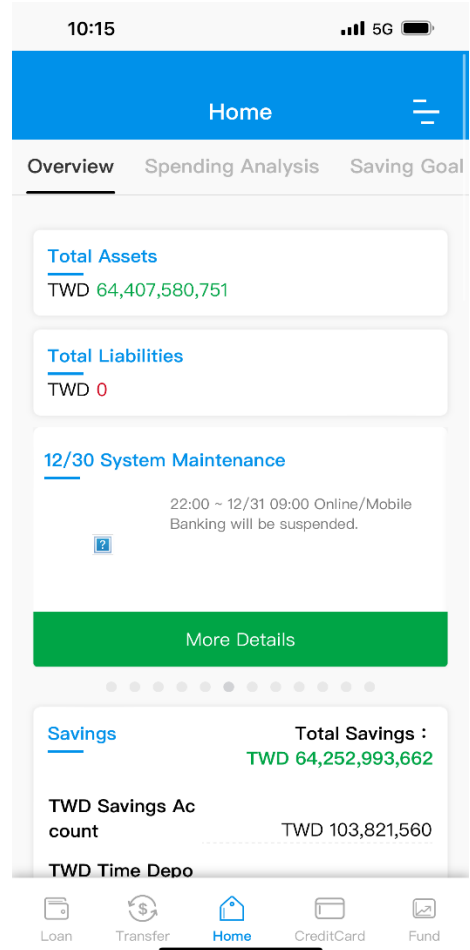 10:15 5G
Home
Overview Spending Analysis Saving Goal
Total Assets
TWD 64,407,580,751
Total Liabilities
TWD 0
12/30 System Maintenance
22:00 ~ 12/31 09:00 Online/Mobile
Banking will be suspended.
?
More Details
Savings Total Savings：
TWD 64,252,993,662
TWD Savings Ac
count TWD 103,821,560
TWD Time Depo
Loan Transfer Home CreditCard Fund